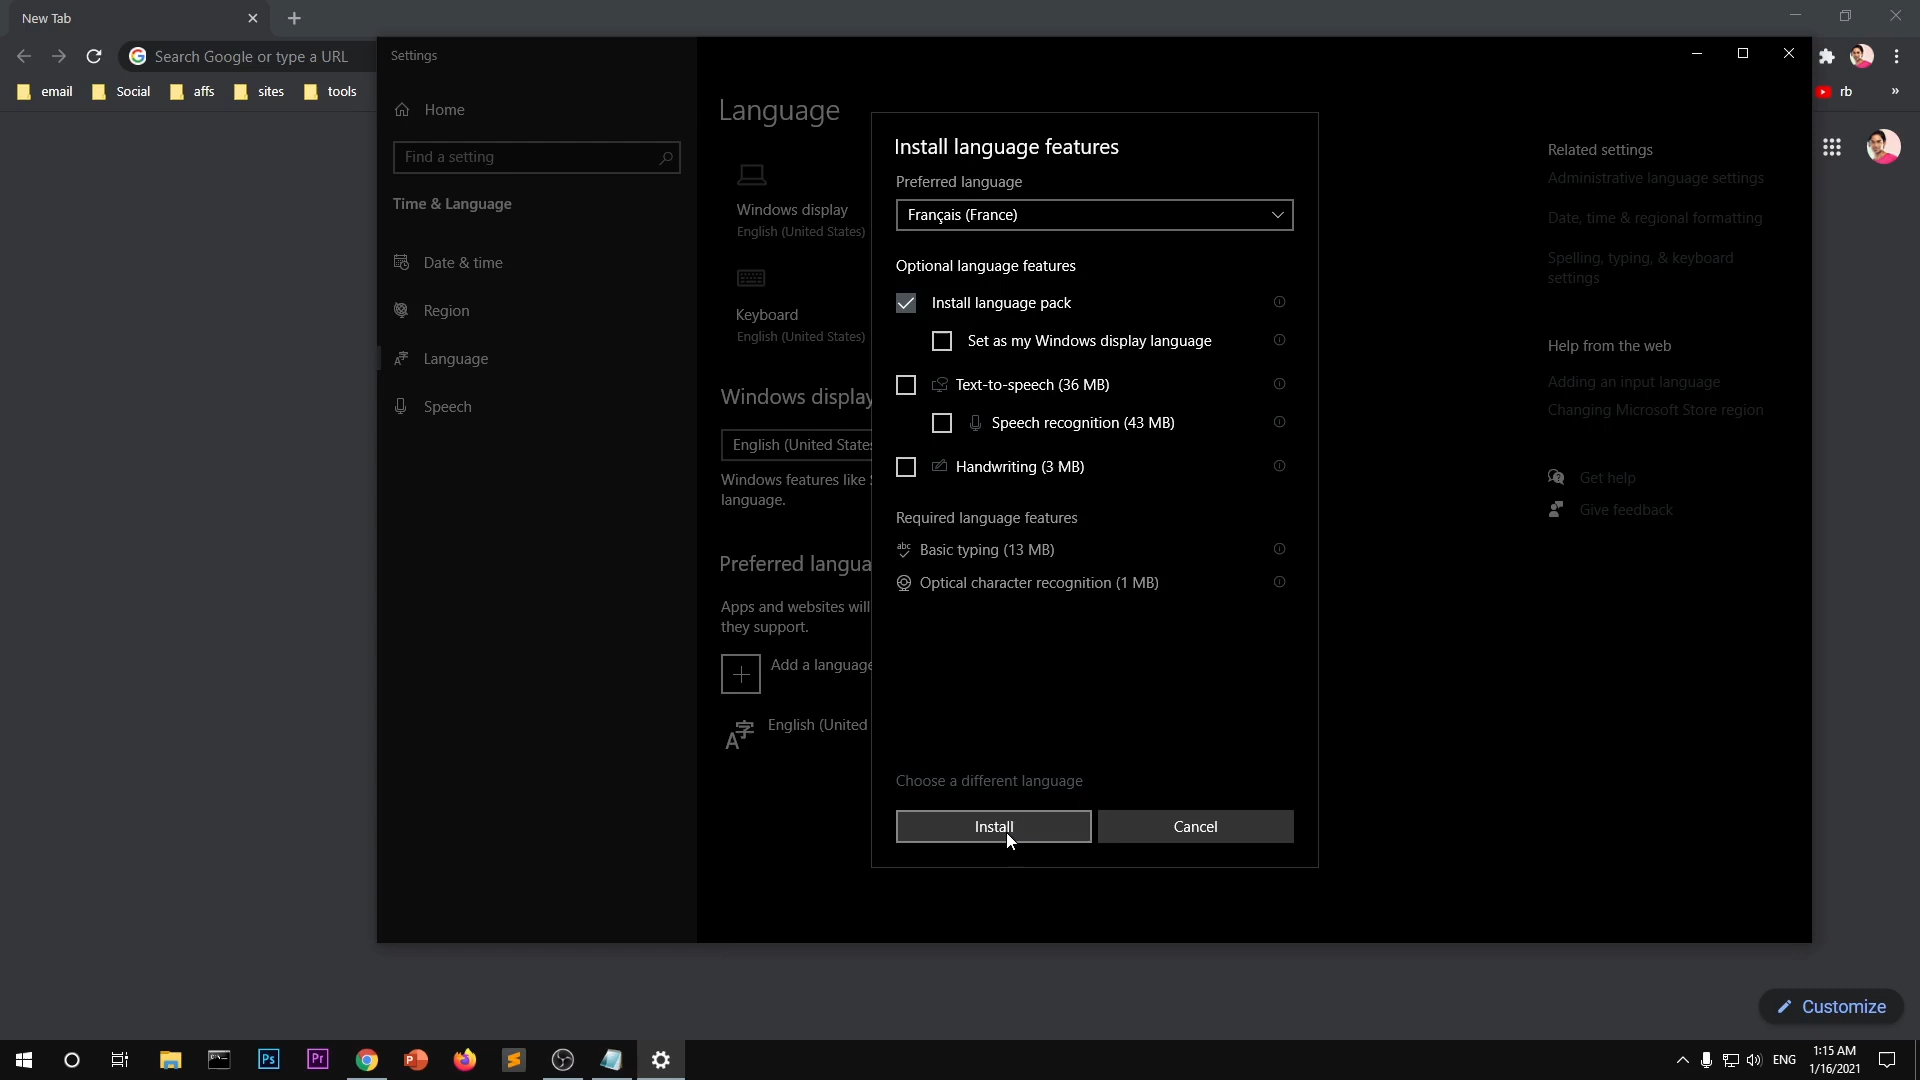 New Tab
Search Google or type a URL
email Social affs sites tools
rb
Settings
Home
Find a setting
Time & Language
Date & time
Region
Language
Speech
Language
Windows display
English (United States)
Keyboard
English (United States)
Windows display
English (United States
Windows features like
language.
Preferred langua
Apps and websites will
they support.
Add a language
English (United
Install language features
Preferred language
Français (France)
Optional language features
Install language pack
Set as my Windows display language
Text-to-speech (36 MB)
Speech recognition (43 MB)
Handwriting (3 MB)
Required language features
abc
Basic typing (13 MB)
Optical character recognition (1 MB)
Choose a different language
Install Cancel
Related settings
Administrative language settings
Date, time & regional formatting
Spelling, typing, & keyboard
settings
Help from the web
Adding an input language
Changing Microsoft Store region
Get help
Give feedback
Customize
Ps Pr
ENG
1:15 AM
1/16/2021